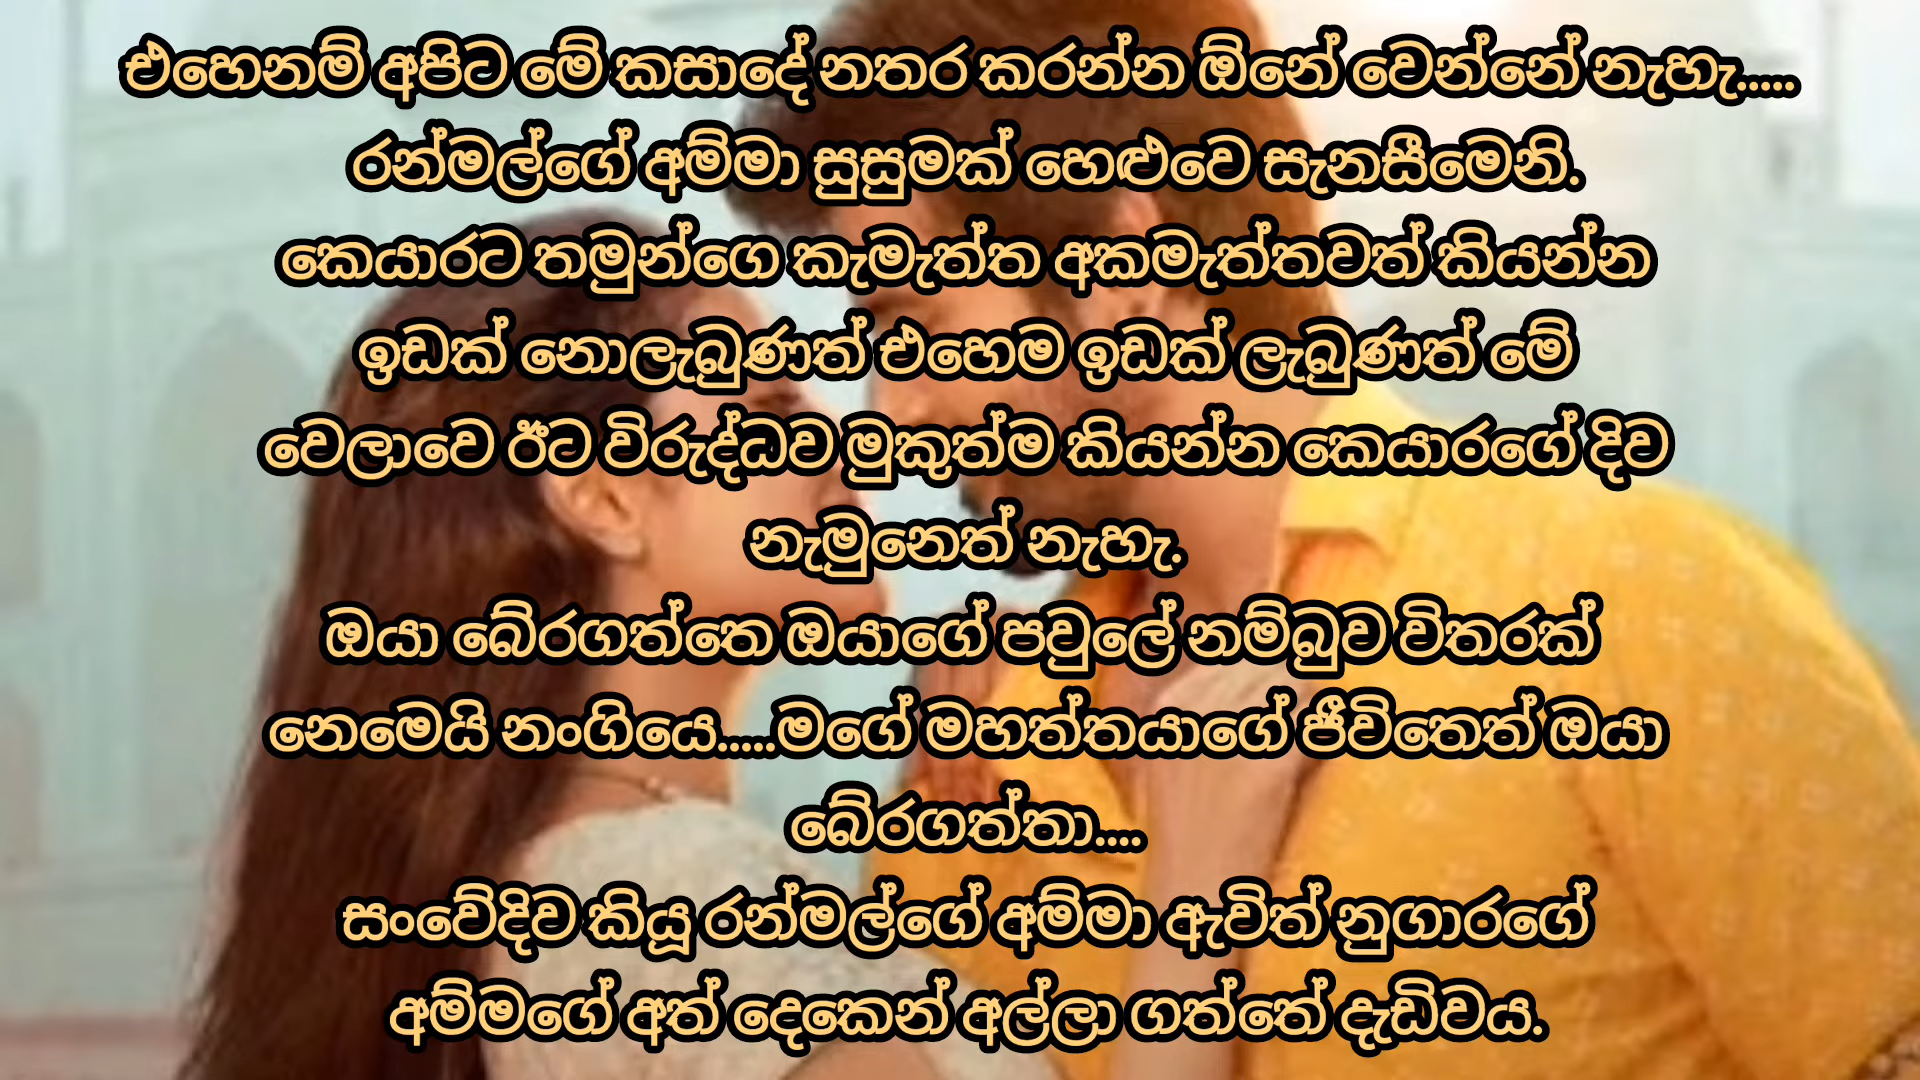 එහෙනම් අපිට මේ කසාදේ නතර කරන්න ඕනේ වෙන්නේ නැහැ.....
රන්මල්ගේ අම්මා සුසුමක් හෙළුවෙ සැනසීමෙනි.
කෙයාරට තමුන්ගෙ කැමැත්ත අකමැත්තවත් කියන්න
ඉඩක් නොලැබුණත් එහෙම ඉඩක් ලැබුණත් මේ
වෙලාවෙ ඊට විරුද්ධව මුකුත්ම කියන්න කෙයාරගේ දිව
නැමුනෙත් නැහැ.
ඔයා බේරගත්තෙ ඔයාගේ පවුලේ නම්බුව විතරක්
නෙමෙයි නංගියෙ.....මගේ මහත්තයාගේ ජීවිතෙත් ඔයා
බේරගත්තා....
සංවේදිව කියූ රන්මල්ගේ අම්මා ඇවිත් නුගාරගේ
අම්මගේ අත් දෙකෙන් අල්ලා ගත්තේ දැඩිවය.